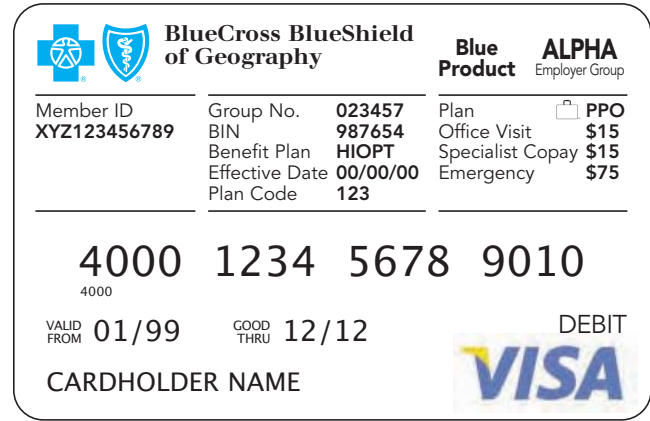 BlueCross BlueShield
of Geography
Blue
Product
ALPHA
Employer Group
Member ID
XYZ123456789
Group No. 023457
BIN 987654
Benefit Plan HIOPT
Effective Date 00/00/00
Plan Code 123
Plan PPO
Office Visit $15
Specialist Copay $15
Emergency $75
4000 1234 5678 9010
4000
VALID FROM 01/99 GOOD THRU 12/12
DEBIT
CARDHOLDER NAME
VISA